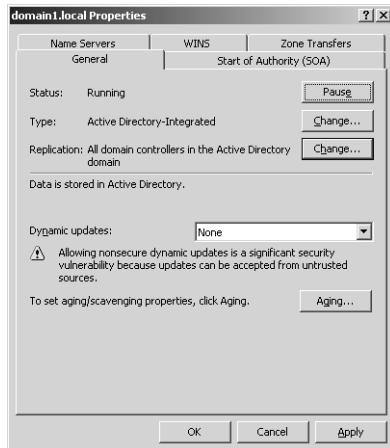 domain1.local Properties
Name Servers WINS Zone Transfers
General Start of Authority (SOA)
Status: Running Pause
Type: Active Directory-Integrated Change...
Replication: All domain controllers in the Active Directory Change...
domain
Data is stored in Active Directory.
Dynamic updates: None
Allowing nonsecure dynamic updates is a significant security
vulnerability because updates can be accepted from untrusted
sources.
To set aging/scavenging properties, click Aging. Aging...
OK Cancel Apply